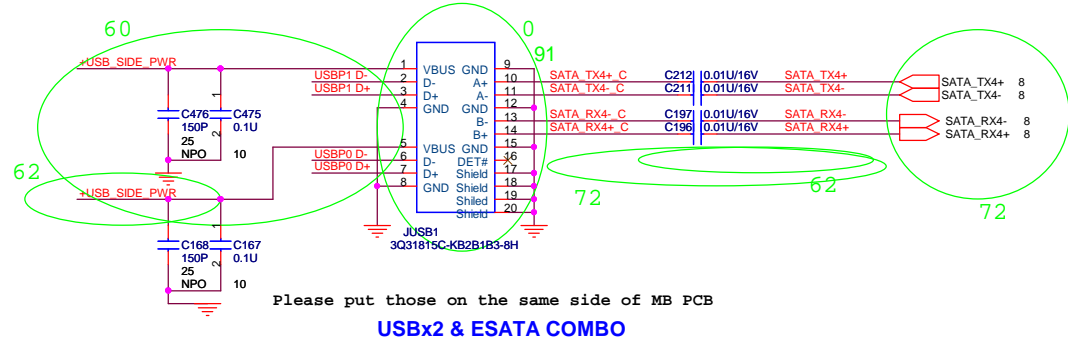 60
0
91
+USB_SIDE_PWR
USBP1 D-
USBP1 D+
1
2
3
4
VBUS
D-
D+
GND
GND
A+
A-
GND
B-
B+
9
10
11
12
13
14
SATA_TX4+_C
SATA_TX4-_C
SATA_RX4-_C
SATA_RX4+_C
C212
C211
C197
C196
0.01U/16V
0.01U/16V
0.01U/16V
0.01U/16V
SATA_TX4+
SATA_TX4-
SATA_RX4-
SATA_RX4+
SATA_TX4+ 8
SATA_TX4- 8
SATA_RX4- 8
SATA_RX4+ 8
C476
150P
25
NPO
1
C475
0.1U
2
10
USBP0 D-
USBP0 D+
5
6
7
8
VBUS
D-
D+
GND
GND
DET#
Shield
Shield
Shiled
Shield
15
16
17
18
19
20
62
+USB_SIDE_PWR
72
62
72
C168
150P
25
NPO
1
C167
0.1U
2
10
JUSB1
3Q31815C-KB2B1B3-8H
Please put those on the same side of MB PCB
USBx2 & ESATA COMBO